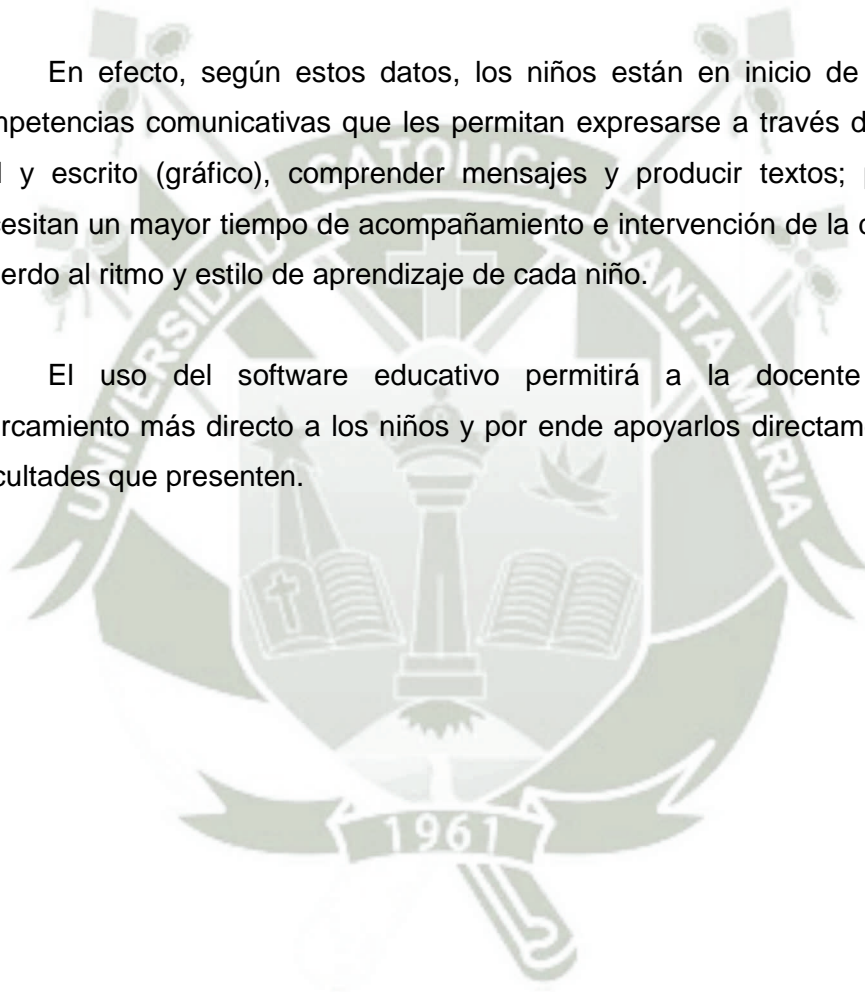 En efecto, según estos datos, los niños están en inicio de
mpetencias comunicativas que les permitan expresarse a través d
l y escrito (gráfico), comprender mensajes y producir textos; p
cesitan un mayor tiempo de acompañamiento e intervención de la
uerdo al ritmo y estilo de aprendizaje de cada niño.
El uso del software educativo permitirá a la docente
rcamiento más directo a los niños y por ende apoyarlos directam
cultades que presenten.
UNIVERSIDAD CATOLICA SANTA MARIA
1961